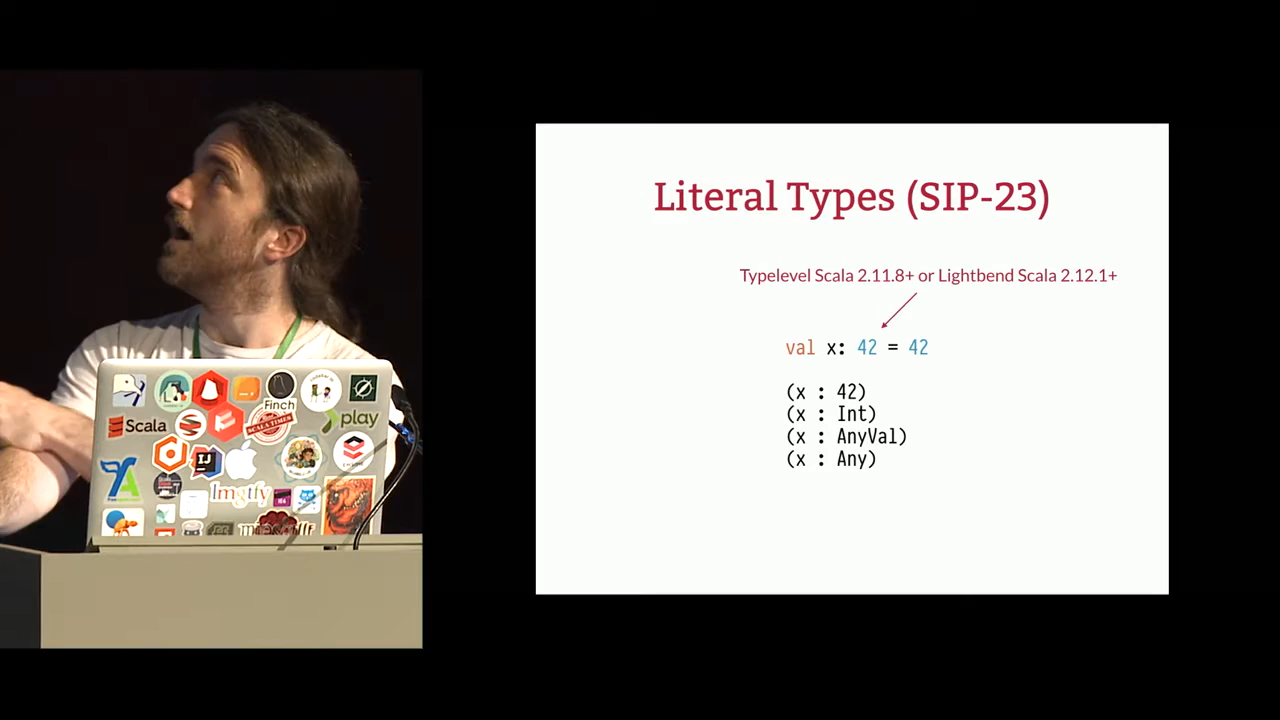 Literal Types (SIP-23)
Typelevel Scala 2.11.8+ or Lightbend Scala 2.12.1+
val x: 42 = 42
(x : 42)
(x : Int)
(x : AnyVal)
(x : Any)
Finch
Scala
SCALA TIMES
play
IJ
lmgtfy